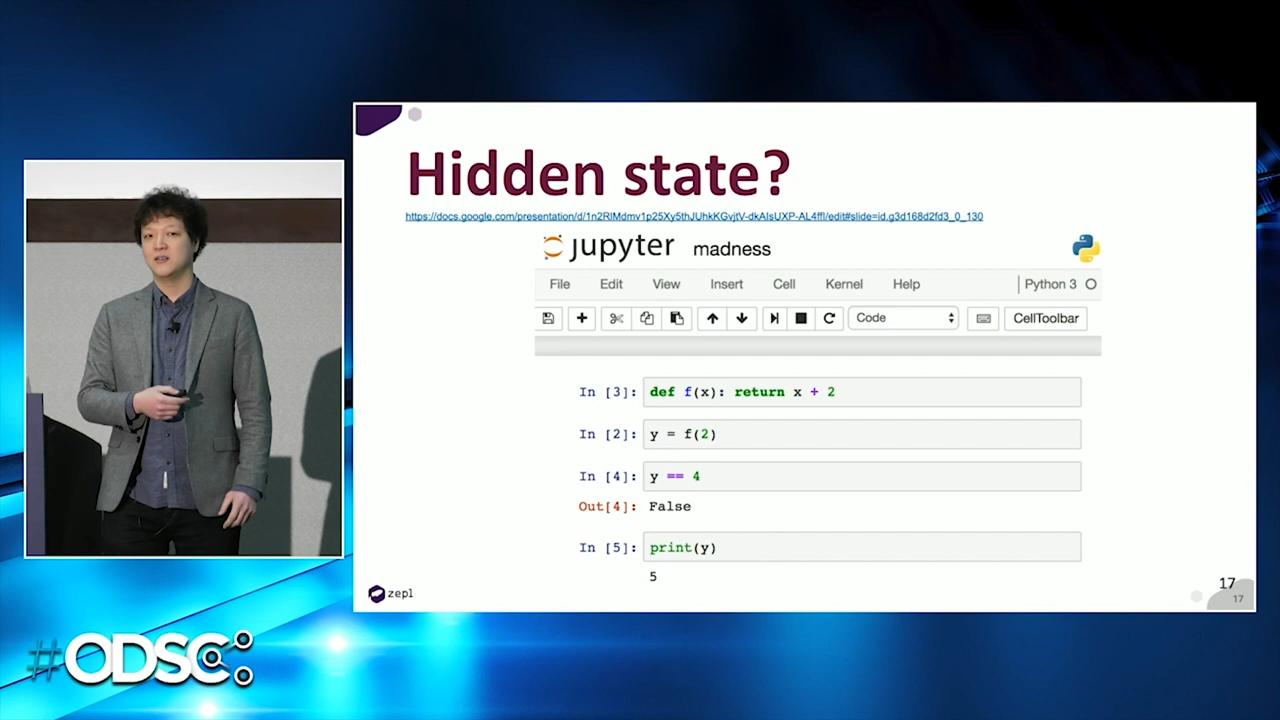 Hidden state?
https://docs.google.com/presentation/d/1n2RlMdmv1p25Xy5thJUhkKGvjtV-dkAIsUXP-AL4ffI/edit#slide=id.g3d168d2fd3_0_130
jupyter madness
File Edit View Insert Cell Kernel Help Python 3
Code CellToolbar
In [3]: def f(x): return x + 2
In [2]: y = f(2)
In [4]: y == 4
Out[4]: False
In [5]: print(y)
5
zepl
17
17
#ODSC